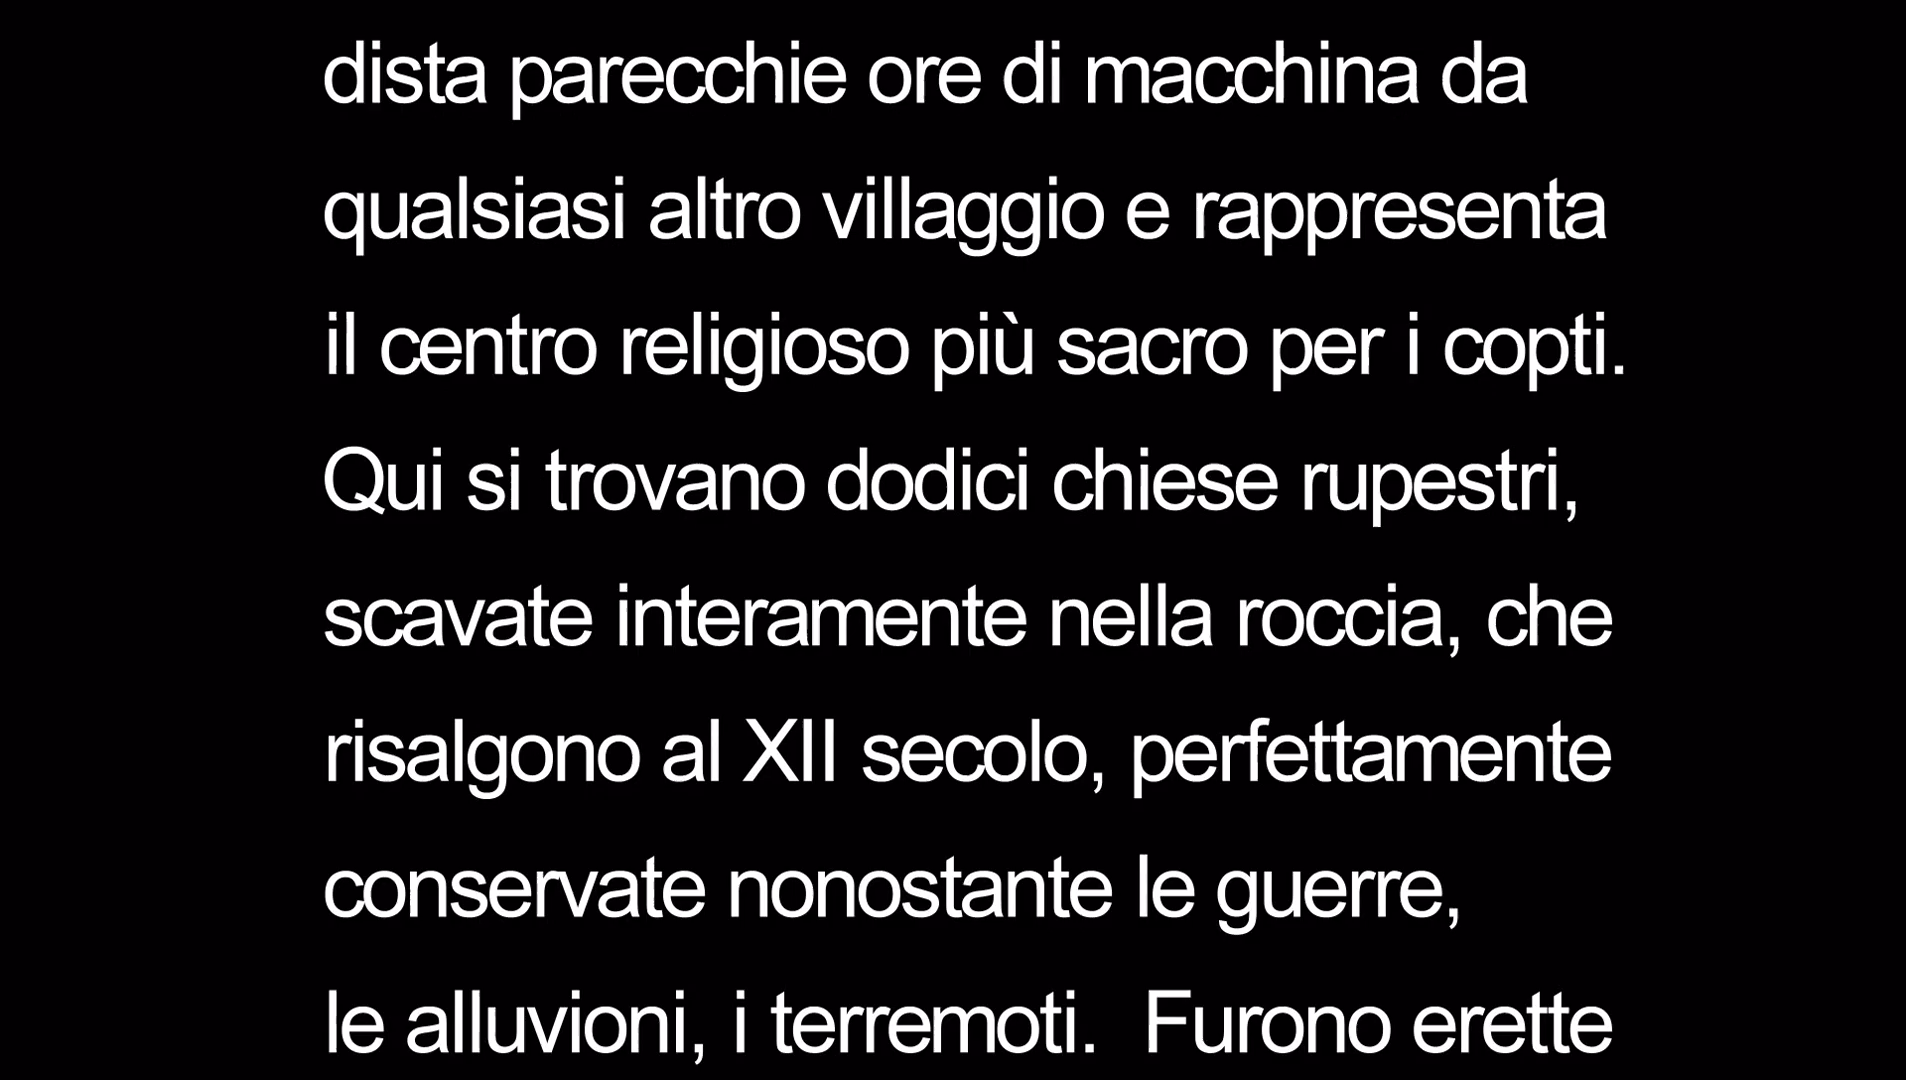 dista parecchie ore di macchina da
qualsiasi altro villaggio e rappresenta
il centro religioso più sacro per i copti.
Qui si trovano dodici chiese rupestri,
scavate interamente nella roccia, che
risalgono al XII secolo, perfettamente
conservate nonostante le guerre,
le alluvioni, i terremoti.  Furono erette